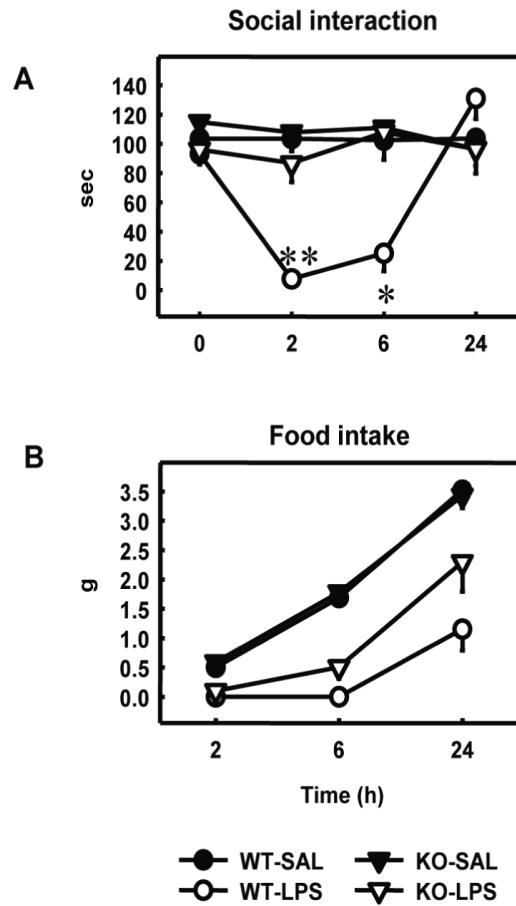 Social interaction
A
140
120
100
80
60
40
20
0
sec
**
*
0 2 6 24
Food intake
B
3.5
3.0
2.5
2.0
1.5
1.0
0.5
0.0
g
2 6 24
Time (h)
WT-SAL KO-SAL
WT-LPS KO-LPS